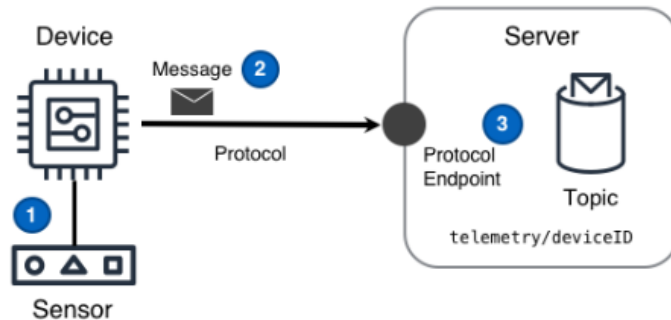 Device
Server
Message 2
3
Protocol
Protocol
Endpoint
Topic
1
telemetry/deviceID
Sensor